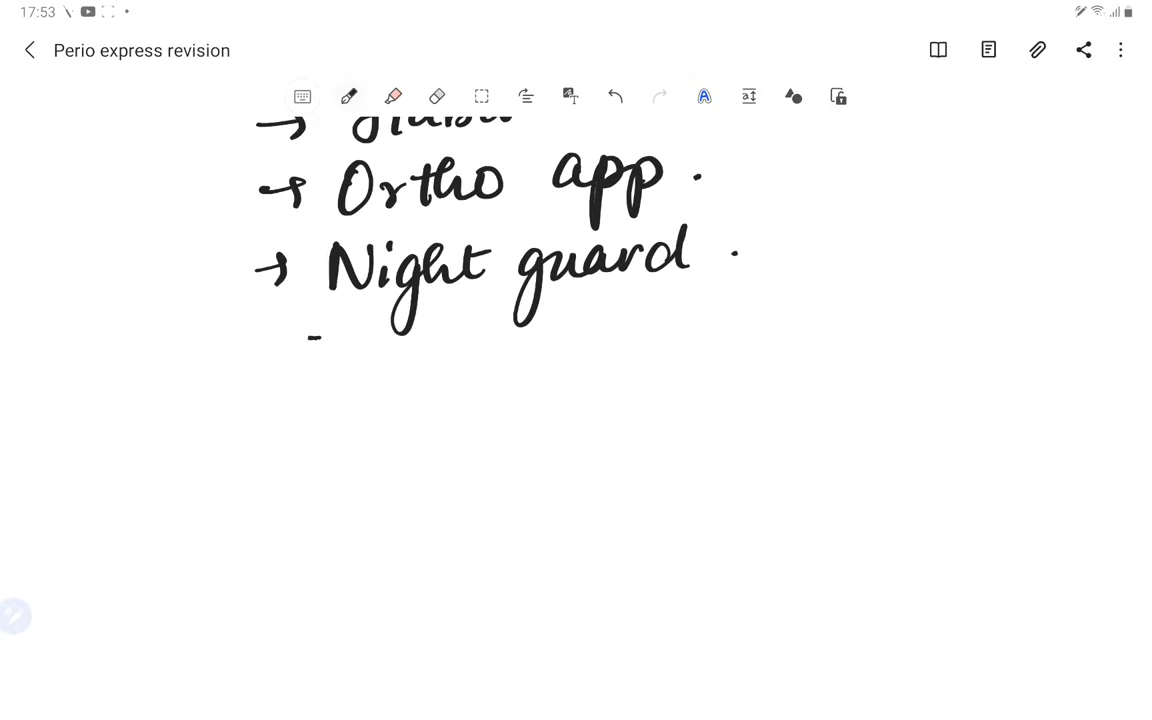 17:53
Perio express revision
→ Ortho app.
→ Night guard.
-